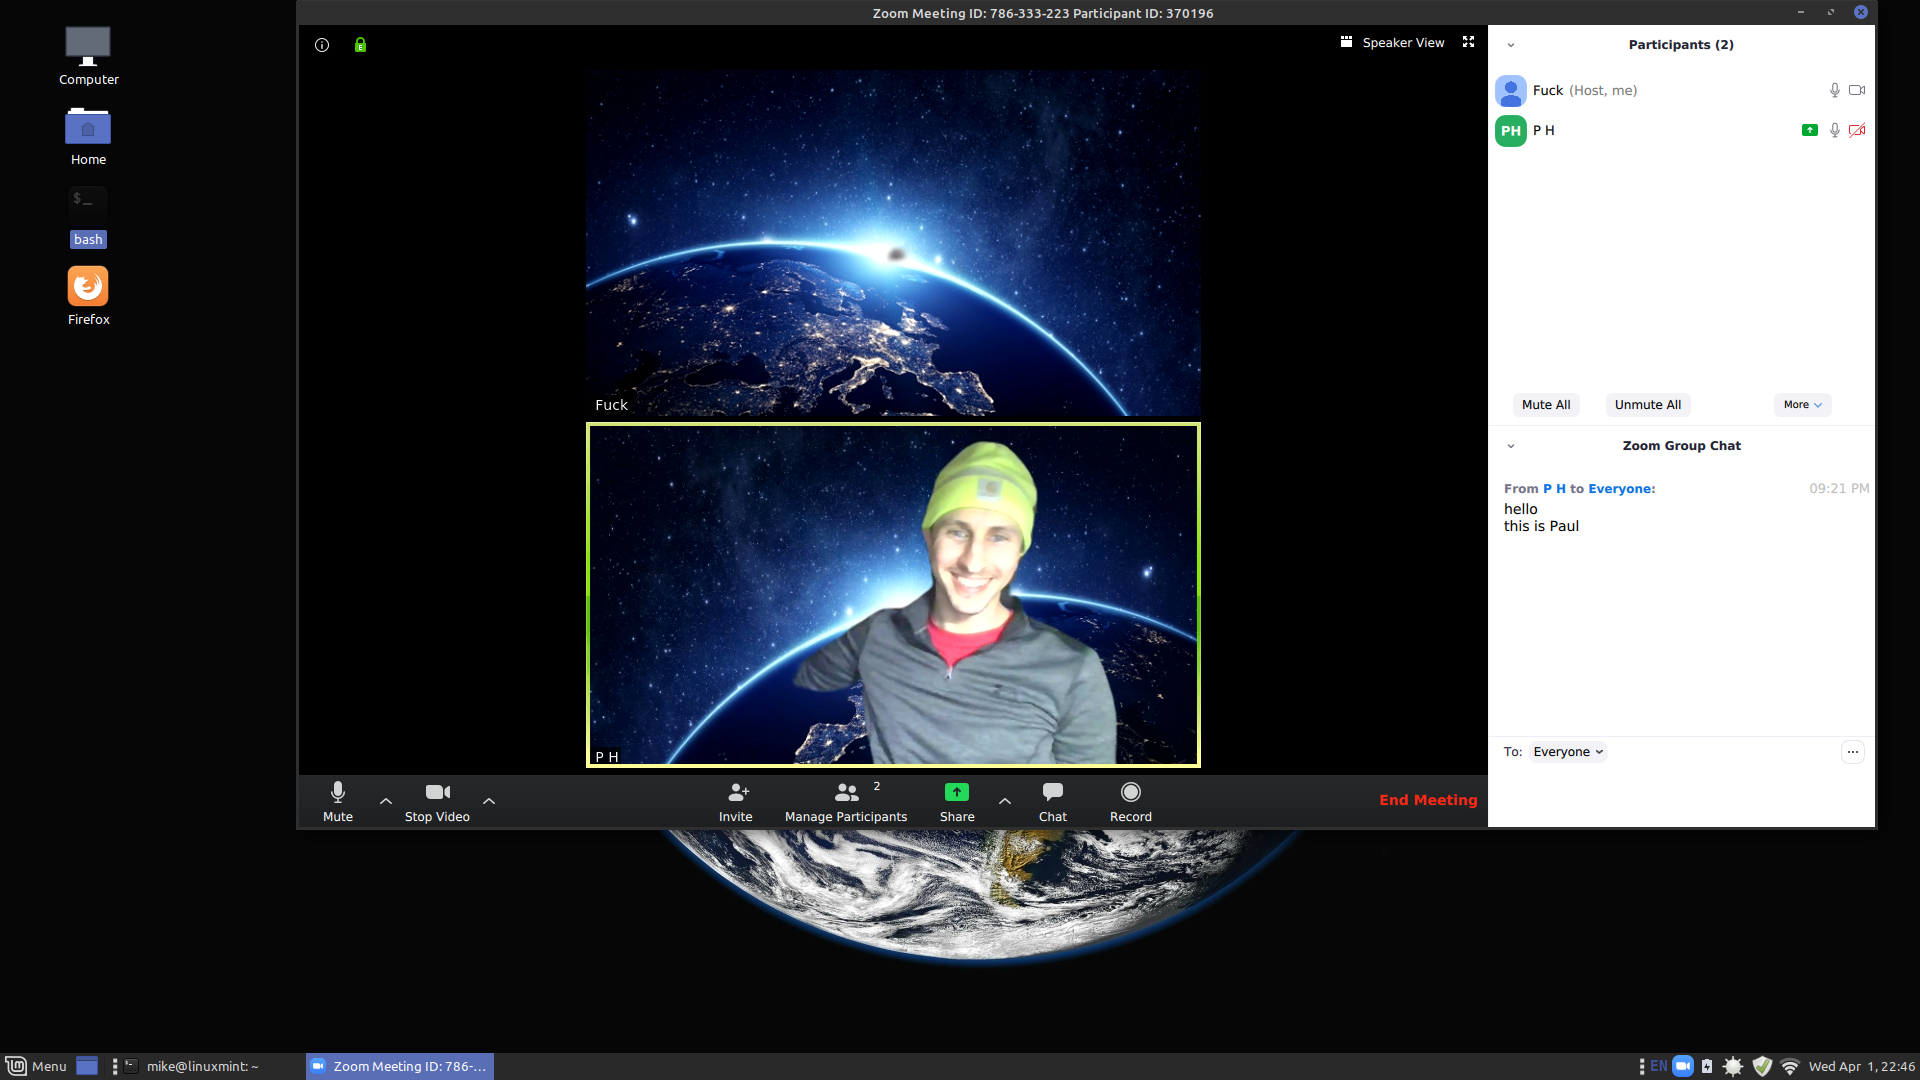 Zoom Meeting ID: 786-333-223 Participant ID: 370196
Computer
Home
$_
bash
Firefox
Speaker View
Fuck
P H
Mute
Stop Video
Invite
Manage Participants
2
Share
Chat
Record
End Meeting
Participants (2)
Fuck (Host, me)
PH P H
Mute All
Unmute All
More
Zoom Group Chat
From P H to Everyone:
09:21 PM
hello
this is Paul
To: Everyone
Menu
mike@linuxmint: ~
Zoom Meeting ID: 786-...
EN
Wed Apr 1, 22:46